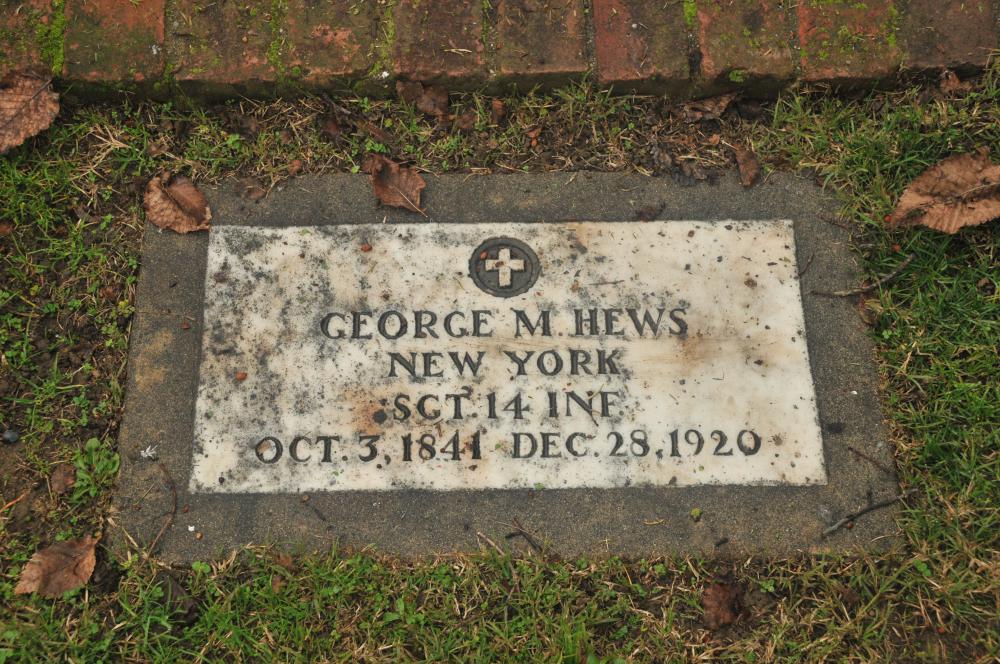 GEORGE M. HEWS
NEW YORK
SGT. 14 INF.
OCT. 3, 1841 DEC. 28, 1920